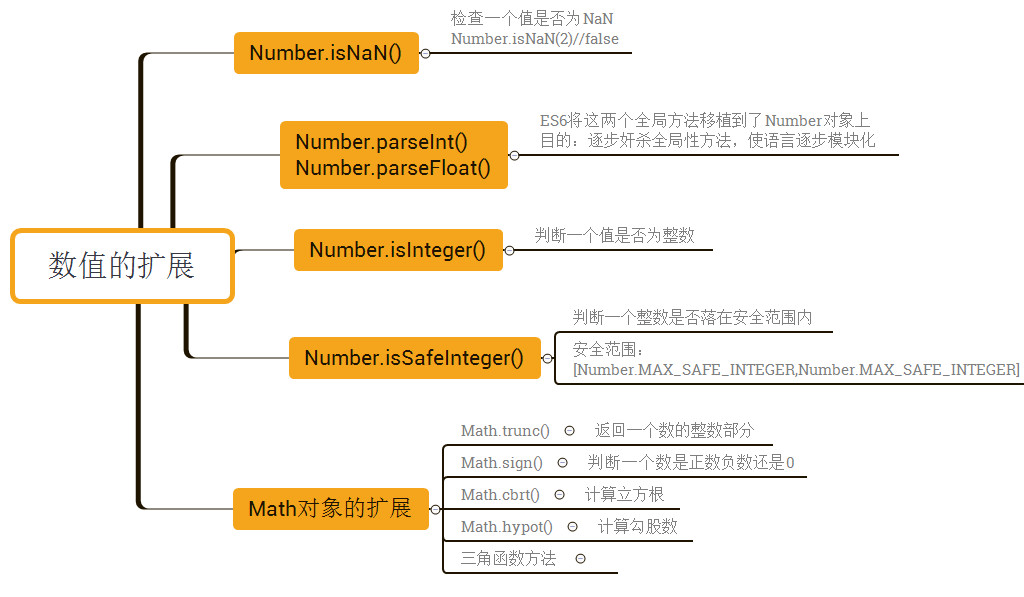 数值的扩展
Number.isNaN()
检查一个值是否为NaN
Number.isNaN(2)//false
Number.parseInt()
Number.parseFloat()
ES6将这两个全局方法移植到了Number对象上
目的：逐步奸杀全局性方法，使语言逐步模块化
Number.isInteger()
判断一个值是否为整数
Number.isSafeInteger()
判断一个整数是否落在安全范围内
安全范围：
[Number.MAX_SAFE_INTEGER,Number.MAX_SAFE_INTEGER]
Math对象的扩展
Math.trunc() 返回一个数的整数部分
Math.sign() 判断一个数是正数负数还是0
Math.cbrt() 计算立方根
Math.hypot() 计算勾股数
三角函数方法